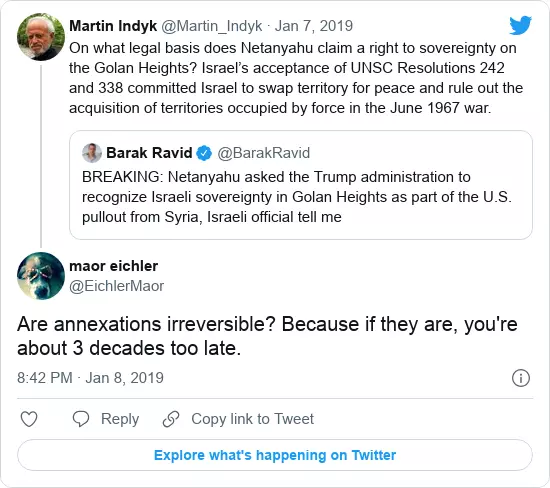 Martin Indyk @Martin_Indyk · Jan 7, 2019
On what legal basis does Netanyahu claim a right to sovereignty on
the Golan Heights? Israel’s acceptance of UNSC Resolutions 242
and 338 committed Israel to swap territory for peace and rule out the
acquisition of territories occupied by force in the June 1967 war.
Barak Ravid @BarakRavid
BREAKING: Netanyahu asked the Trump administration to
recognize Israeli sovereignty in Golan Heights as part of the U.S.
pullout from Syria, Israeli official tell me
maor eichler
@EichlerMaor
Are annexations irreversible? Because if they are, you're
about 3 decades too late.
8:42 PM · Jan 8, 2019
Reply Copy link to Tweet
Explore what's happening on Twitter